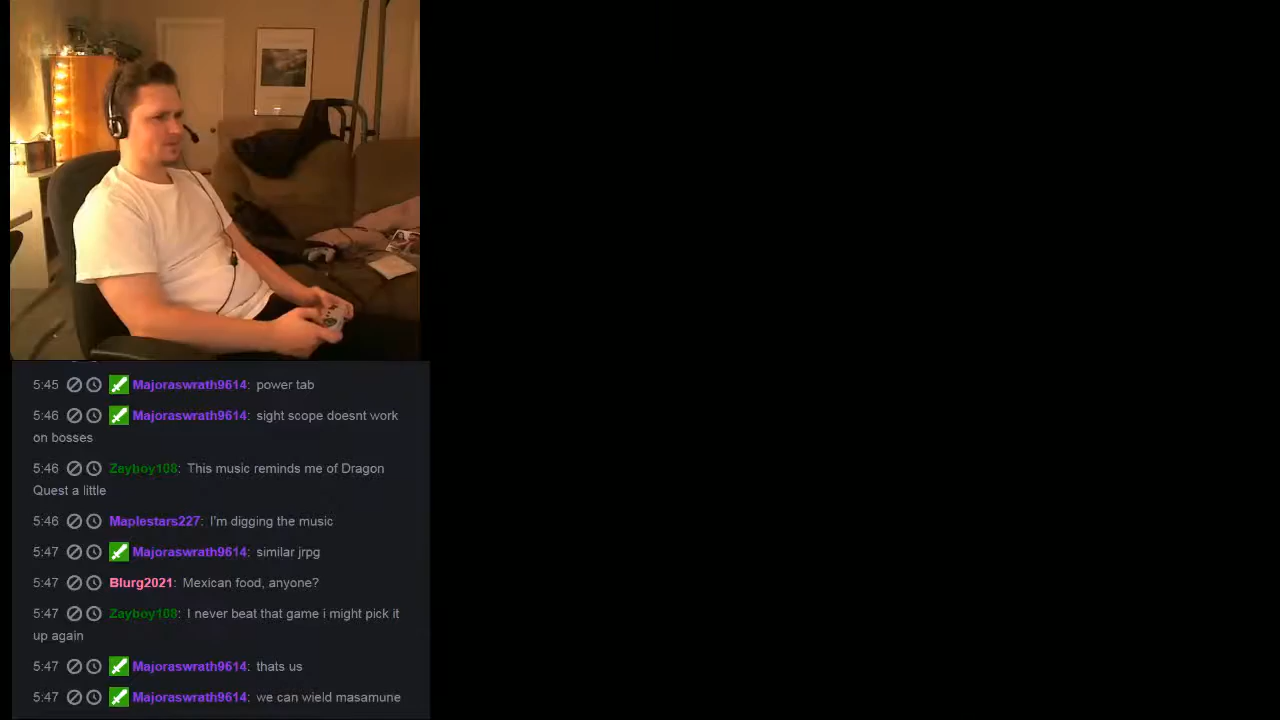 5:45 Majoraswrath9614: power tab
5:46 Majoraswrath9614: sight scope doesnt work
on bosses
5:46 Zayboy108: This music reminds me of Dragon
Quest a little
5:46 Maplestars227: I'm digging the music
5:47 Majoraswrath9614: similar jrpg
5:47 Blurg2021: Mexican food, anyone?
5:47 Zayboy108: I never beat that game i might pick it
up again
5:47 Majoraswrath9614: thats us
5:47 Majoraswrath9614: we can wield masamune